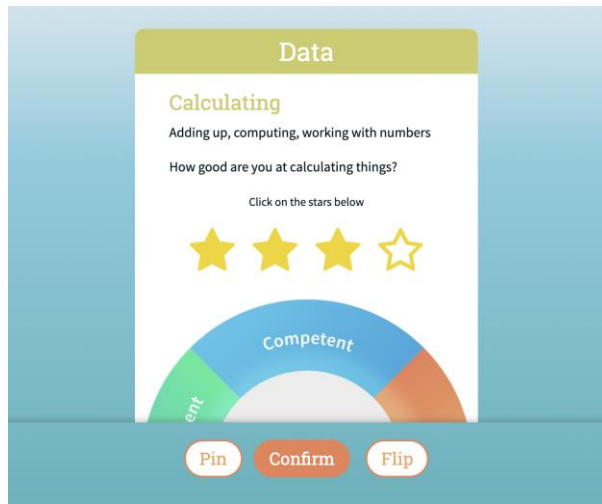 Data
Calculating
Adding up, computing, working with numbers
How good are you at calculating things?
Click on the stars below
Competent
Pin
Confirm
Flip